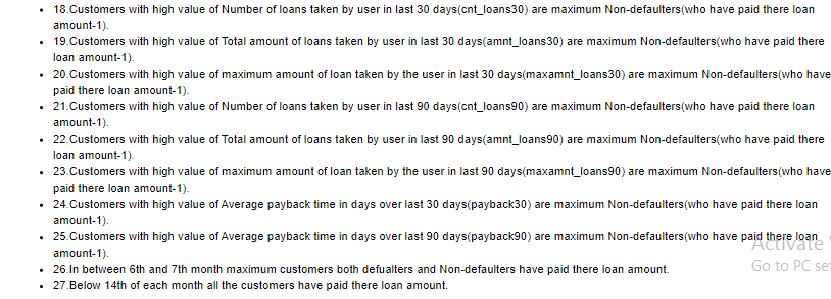 • 18.Customers with high value of Number of loans taken by user in last 30 days(cnt_loans30) are maximum Non-defaulters(who have paid there loan
amount-1).
• 19.Customers with high value of Total amount of loans taken by user in last 30 days(amnt_loans30) are maximum Non-defaulters(who have paid there
loan amount-1).
• 20.Customers with high value of maximum amount of loan taken by the user in last 30 days(maxamnt_loans30) are maximum Non-defaulters(who have
paid there loan amount-1).
• 21.Customers with high value of Number of loans taken by user in last 90 days(cnt_loans90) are maximum Non-defaulters(who have paid there loan
amount-1).
• 22.Customers with high value of Total amount of loans taken by user in last 90 days(amnt_loans90) are maximum Non-defaulters(who have paid there
loan amount-1).
• 23.Customers with high value of maximum amount of loan taken by the user in last 90 days(maxamnt_loans90) are maximum Non-defaulters(who have
paid there loan amount-1).
• 24.Customers with high value of Average payback time in days over last 30 days(payback30) are maximum Non-defaulters(who have paid there loan
amount-1).
• 25.Customers with high value of Average payback time in days over last 90 days(payback90) are maximum Non-defaulters(who have paid there loan
amount-1).
• 26.In between 6th and 7th month maximum customers both defualters and Non-defaulters have paid there loan amount.
• 27.Below 14th of each month all the customers have paid there loan amount.
Activate
Go to PC set